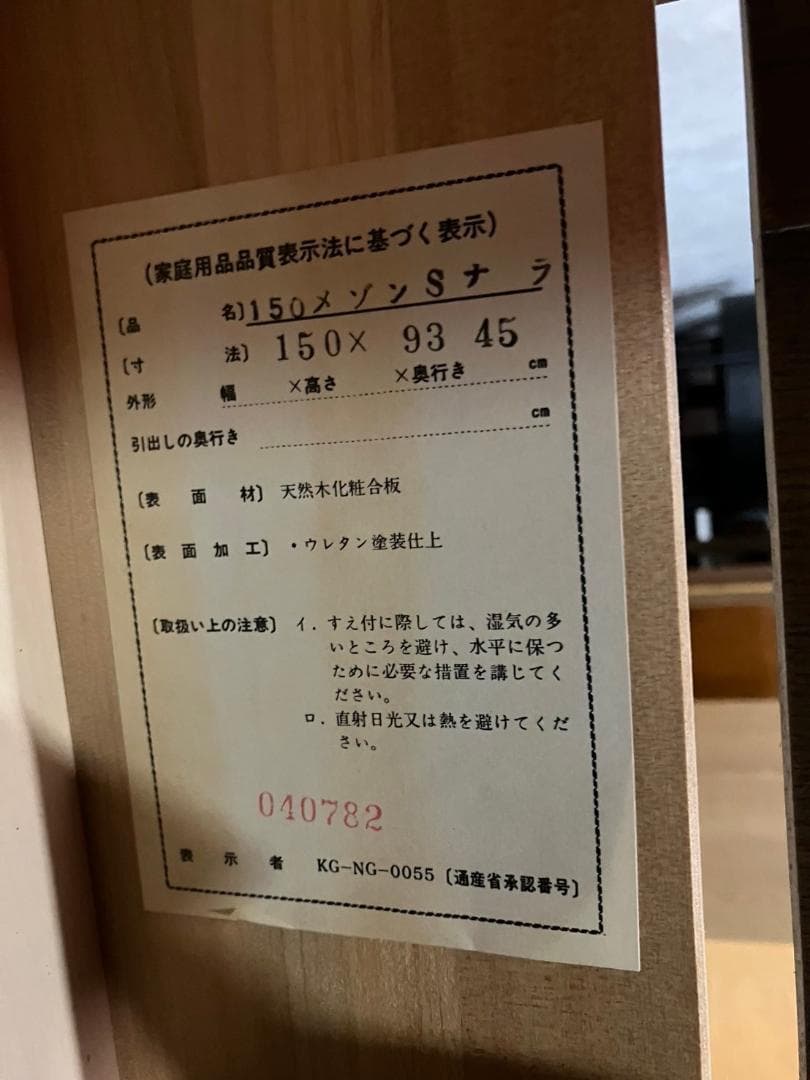 (家庭用品品質表示法に基づく表示)
〔品 名〕150メゾンSナラ
〔寸 法〕150× 93 45
外形 幅 ×高さ ×奥行き cm
引出しの奥行き cm
〔表面材〕 天然木化粧合板
〔表面加工〕 ・ウレタン塗装仕上
〔取扱い上の注意〕 イ. すえ付に際しては、湿気の多
いところを避け、水平に保つ
ために必要な措置を講じてく
ださい。
ロ. 直射日光又は熱を避けてくだ
さい。
040782
表示者 KG-NG-0055〔通産省承認番号〕